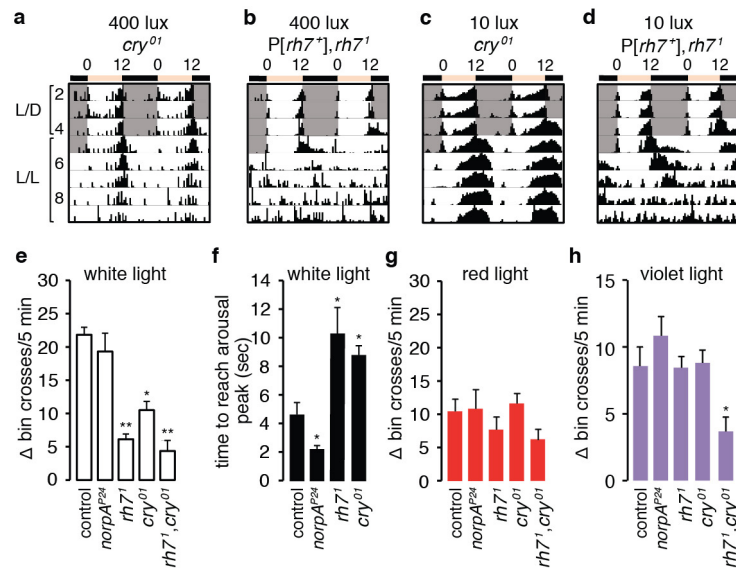 a b c d
400 lux 400 lux 10 lux 10 lux
cry⁰¹ P[rh7⁺],rh7¹ cry⁰¹ P[rh7⁺],rh7¹
0 12 0 12 0 12 0 12 0 12 0 12 0 12 0 12
L/D 2
4
L/L 6
8
e f g h
white light white light red light violet light
Δ bin crosses/5 min
30
25
20
15
10
5
0
* ** **
control norpAᴾ²⁴ rh7¹ cry⁰¹ rh7¹,cry⁰¹
time to reach arousal peak (sec)
14
12
10
8
6
4
2
0
* * *
control norpAᴾ²⁴ rh7¹ cry⁰¹
Δ bin crosses/5 min
30
25
20
15
10
5
0
control norpAᴾ²⁴ rh7¹ cry⁰¹ rh7¹,cry⁰¹
Δ bin crosses/5 min
15
10
5
0
*
control norpAᴾ²⁴ rh7¹ cry⁰¹ rh7¹,cry⁰¹